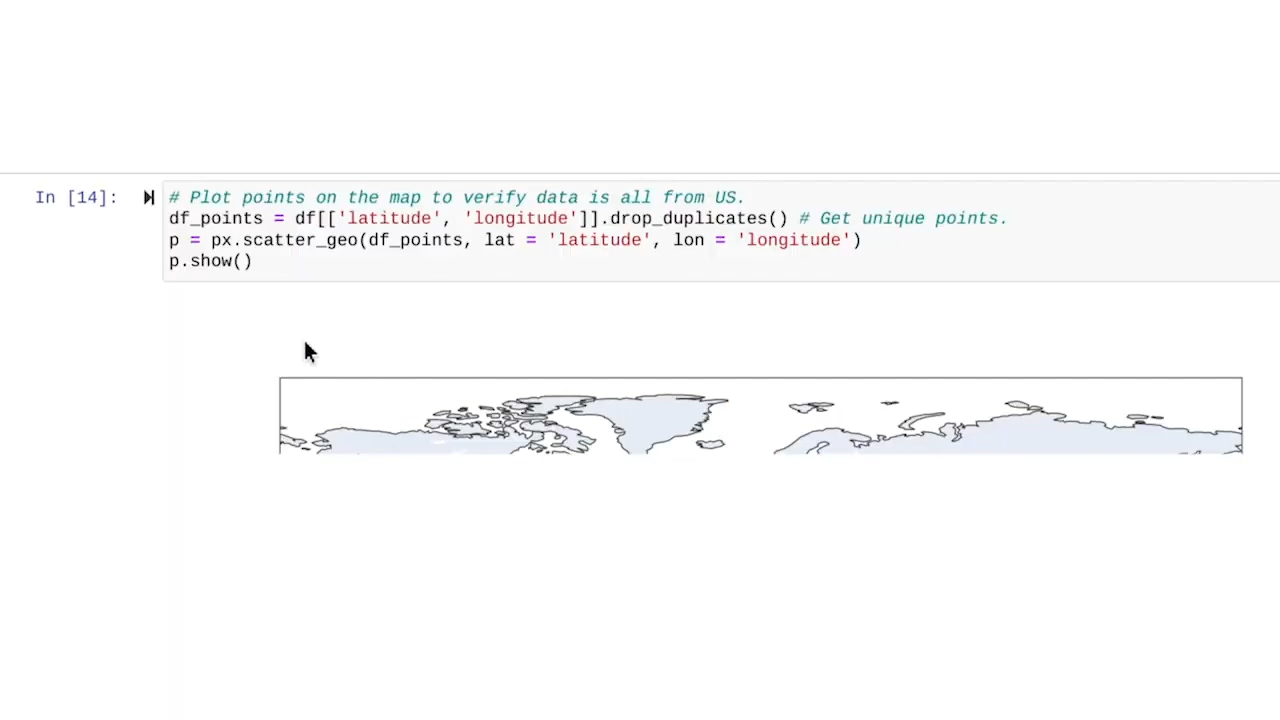 In [14]:
# Plot points on the map to verify data is all from US.
df_points = df[['latitude', 'longitude']].drop_duplicates() # Get unique points.
p = px.scatter_geo(df_points, lat = 'latitude', lon = 'longitude')
p.show()